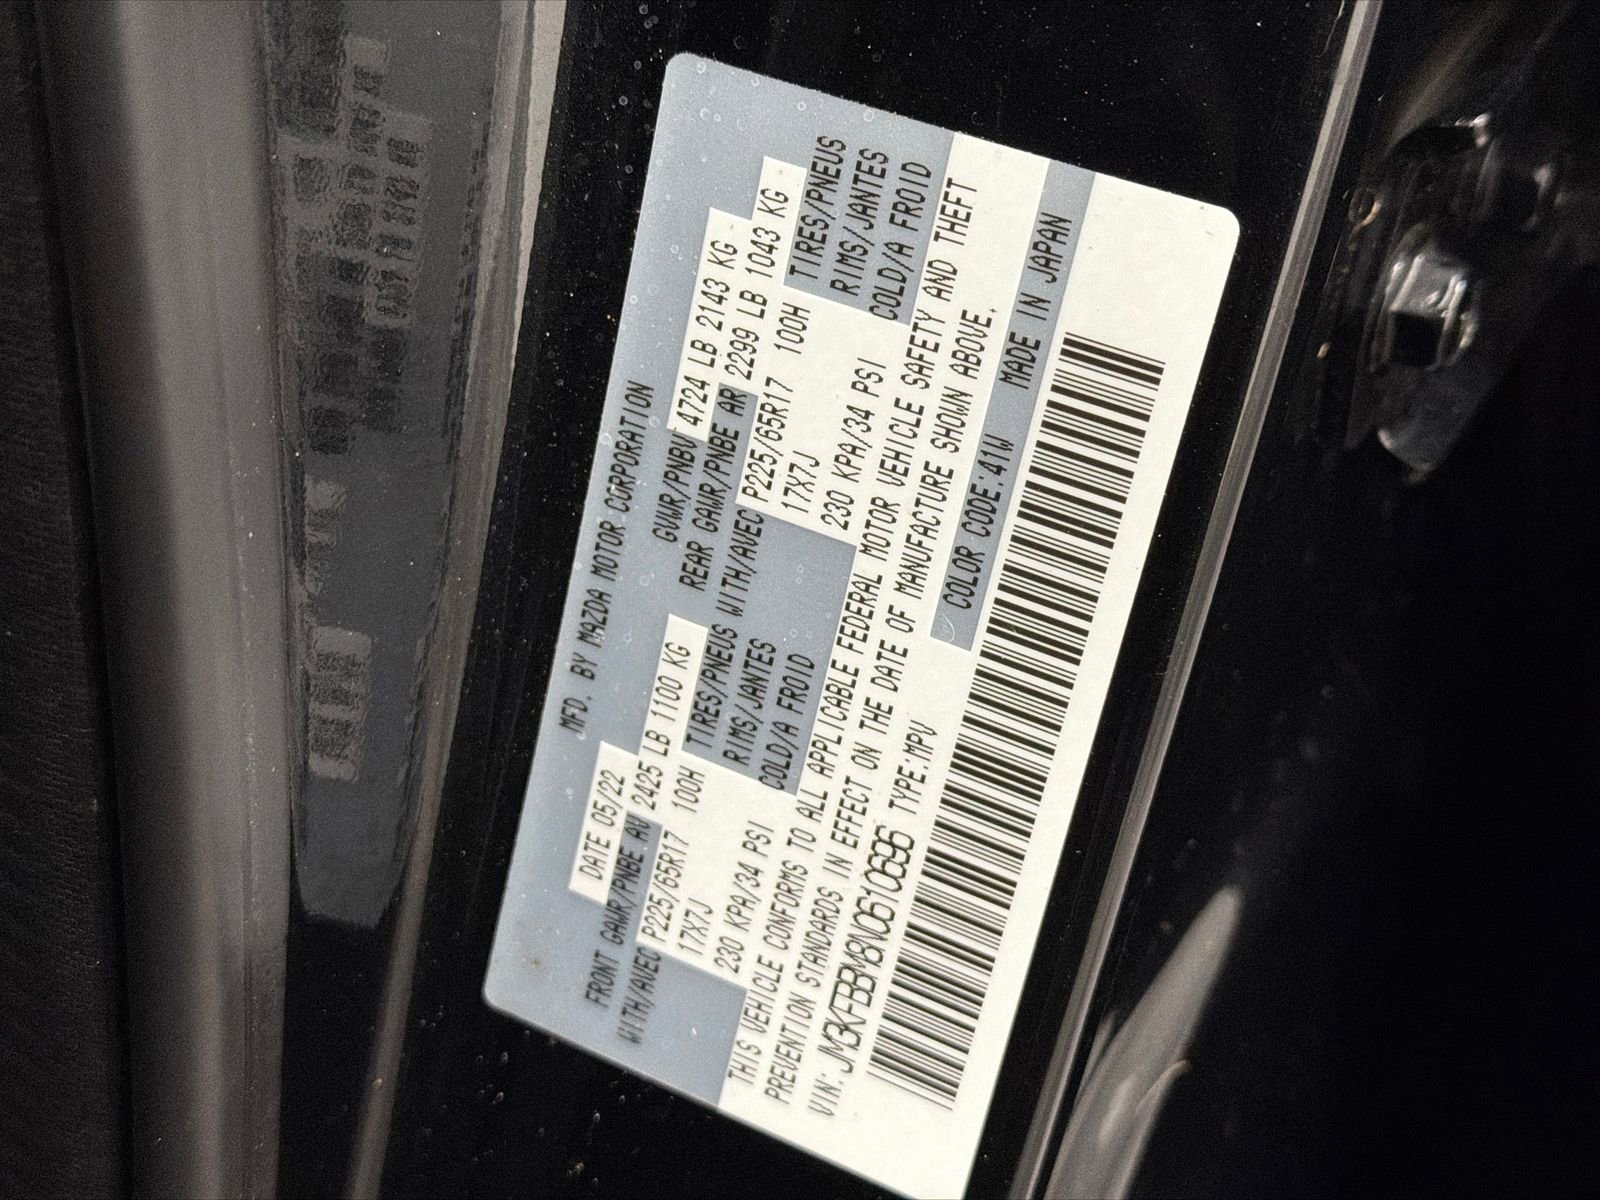 MFD. BY MAZDA MOTOR CORPORATION
DATE 05/22 GVWR/PNBV 4724 LB 2143 KG
FRONT GAWR/PNBE AV 2425 LB 1100 KG REAR GAWR/PNBE AR 2299 LB 1043 KG
WITH/AVEC P225/65R17 100H TIRES/PNEUS WITH/AVEC P225/65R17 100H TIRES/PNEUS
17X7J RIMS/JANTES 17X7J RIMS/JANTES
230 KPA/34 PSI COLD/A FROID 230 KPA/34 PSI COLD/A FROID
THIS VEHICLE CONFORMS TO ALL APPLICABLE FEDERAL MOTOR VEHICLE SAFETY AND THEFT
PREVENTION STANDARDS IN EFFECT ON THE DATE OF MANUFACTURE SHOWN ABOVE.
VIN: JM3KFBBM8N0610696 TYPE:MPV COLOR CODE:41W MADE IN JAPAN